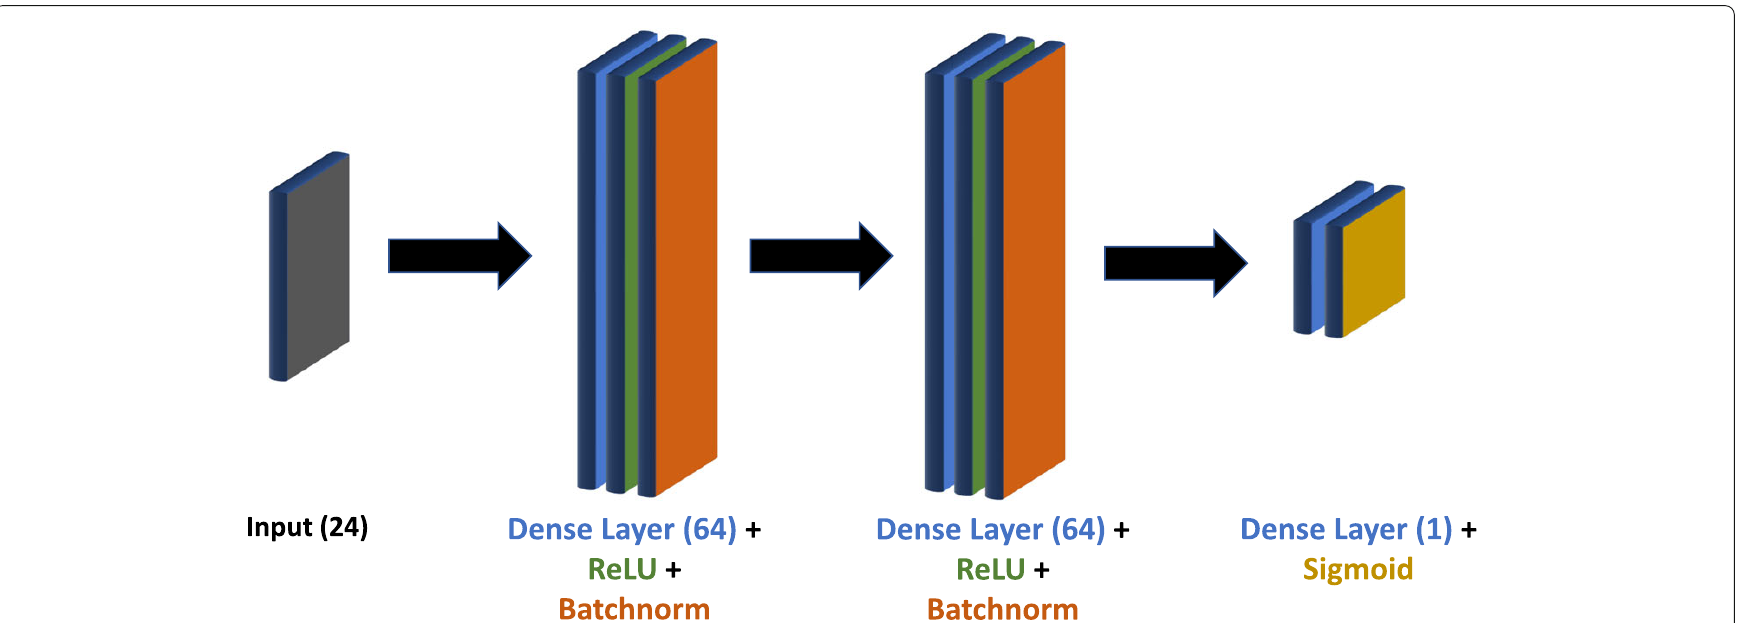 Input (24)
Dense Layer (64) +
ReLU +
Batchnorm
Dense Layer (64) +
ReLU +
Batchnorm
Dense Layer (1) +
Sigmoid